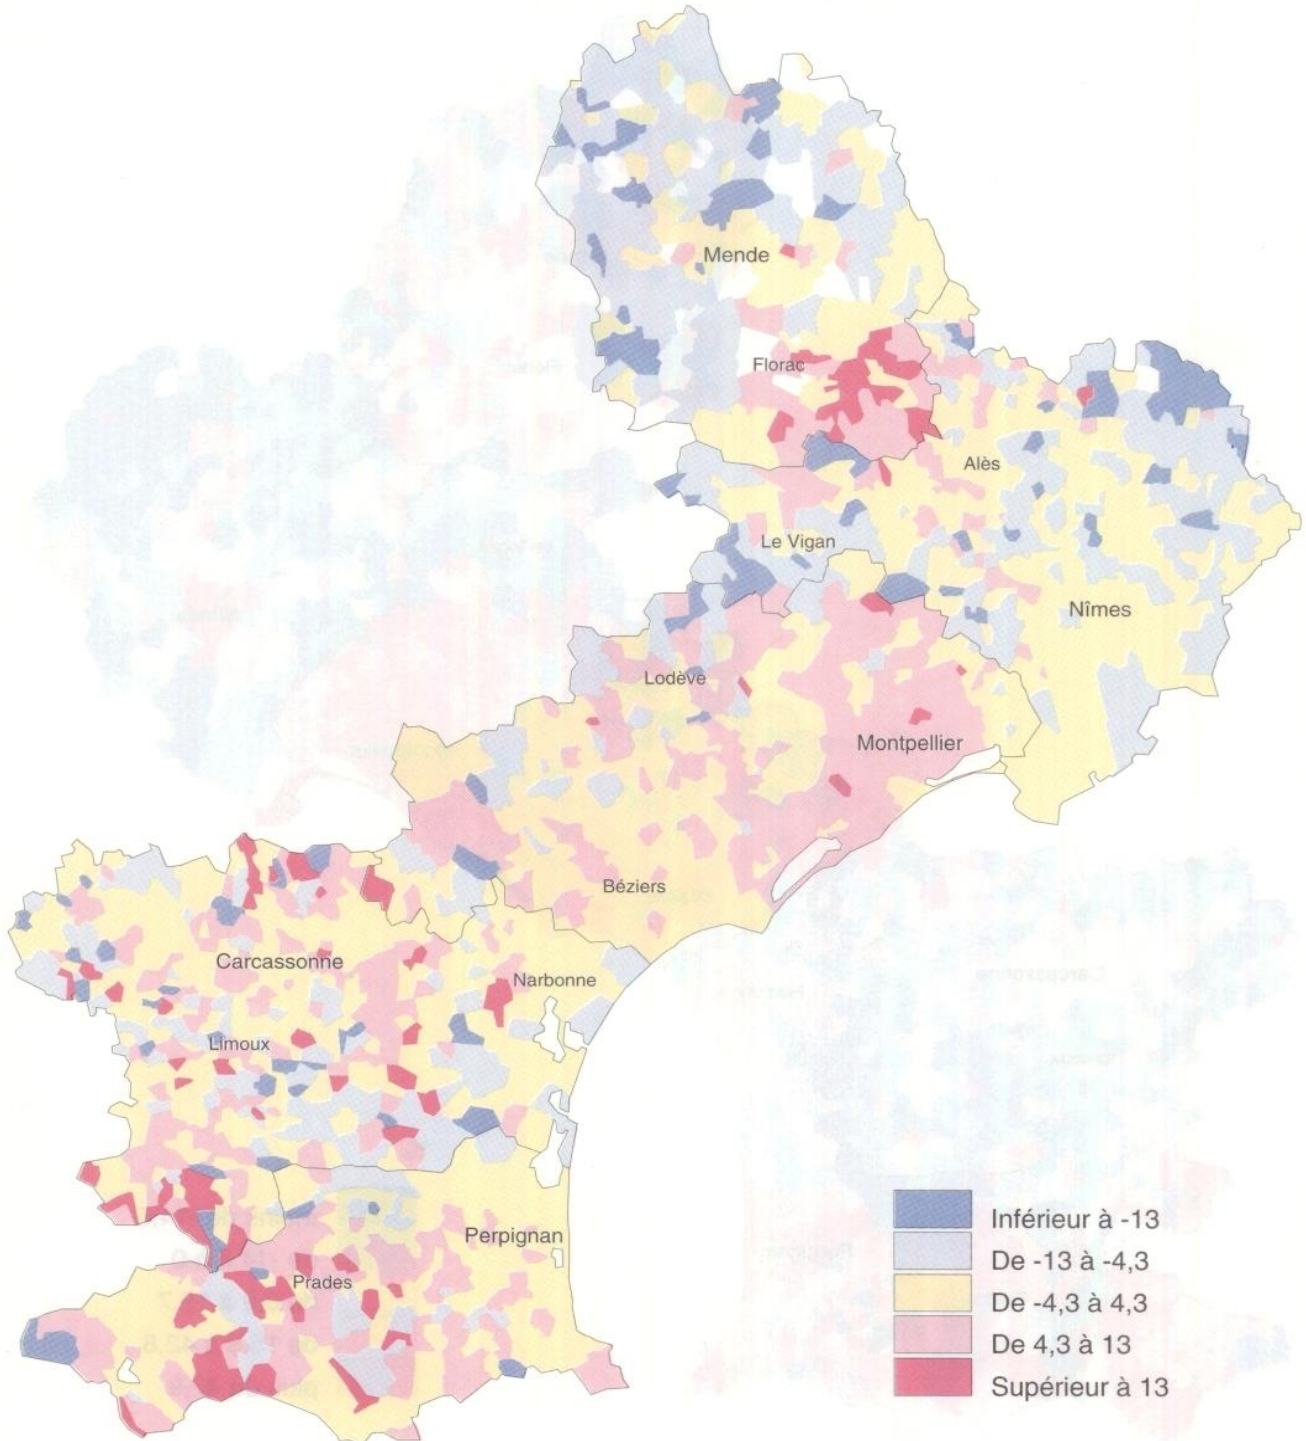 Mende
Florac
Alès
Le Vigan
Nîmes
Lodève
Montpellier
Béziers
Carcassonne
Narbonne
Limoux
Perpignan
Prades
Inférieur à -13
De -13 à -4,3
De -4,3 à 4,3
De 4,3 à 13
Supérieur à 13